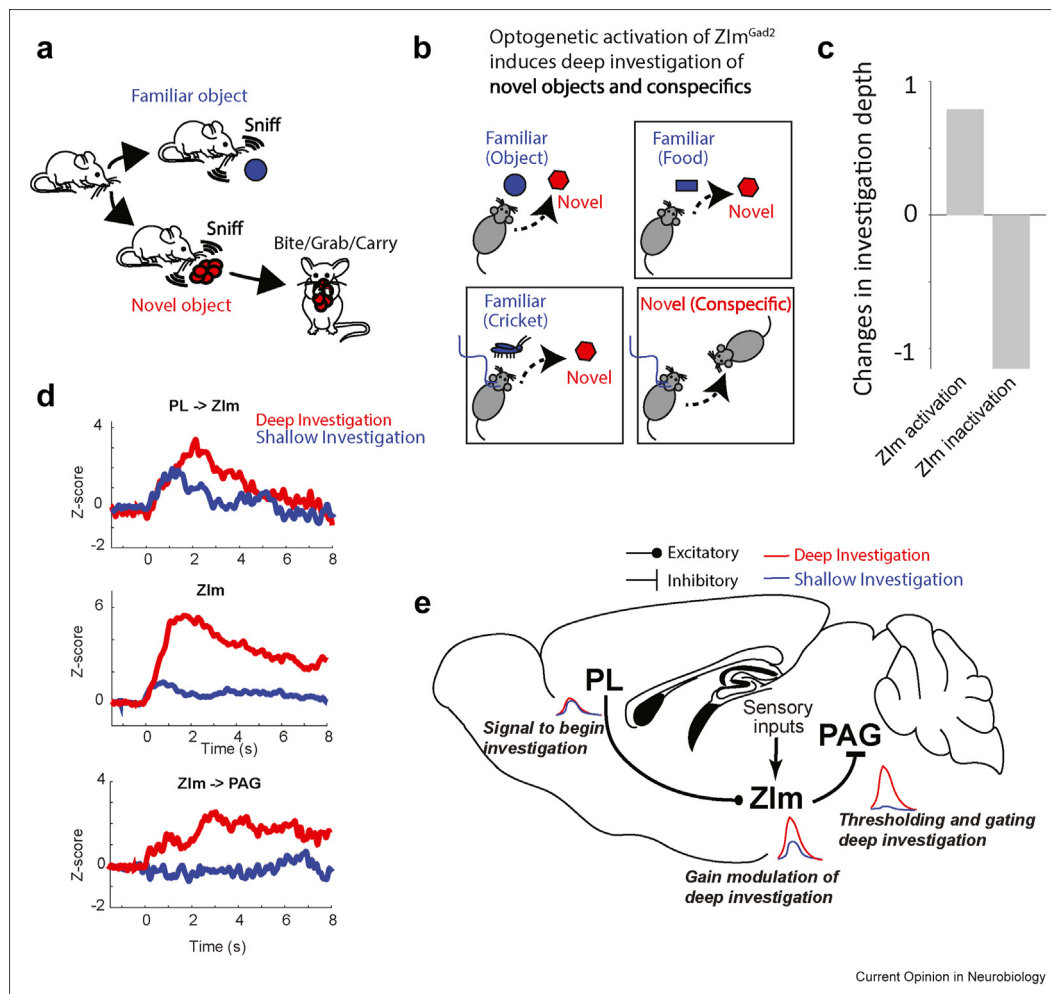 a
Familiar object
Sniff
Sniff
Bite/Grab/Carry
Novel object
b
Optogenetic activation of ZIm^Gad2
induces deep investigation of
novel objects and conspecifics
Familiar
(Object)
Novel
Familiar
(Food)
Novel
Familiar
(Cricket)
Novel
Novel (Conspecific)
c
Changes in investigation depth
1
0
-1
ZIm activation
ZIm inactivation
d
PL -> ZIm
Deep Investigation
Shallow Investigation
Z-score
4
0
-2
0 2 4 6 8
ZIm
Z-score
6
0
0 2 4 6 8
Time (s)
ZIm -> PAG
Z-score
4
0
-2
0 2 4 6 8
Time (s)
e
Excitatory
Inhibitory
Deep Investigation
Shallow Investigation
PL
Signal to begin
investigation
Sensory
inputs
PAG
ZIm
Thresholding and gating
deep investigation
Gain modulation of
deep investigation
Current Opinion in Neurobiology